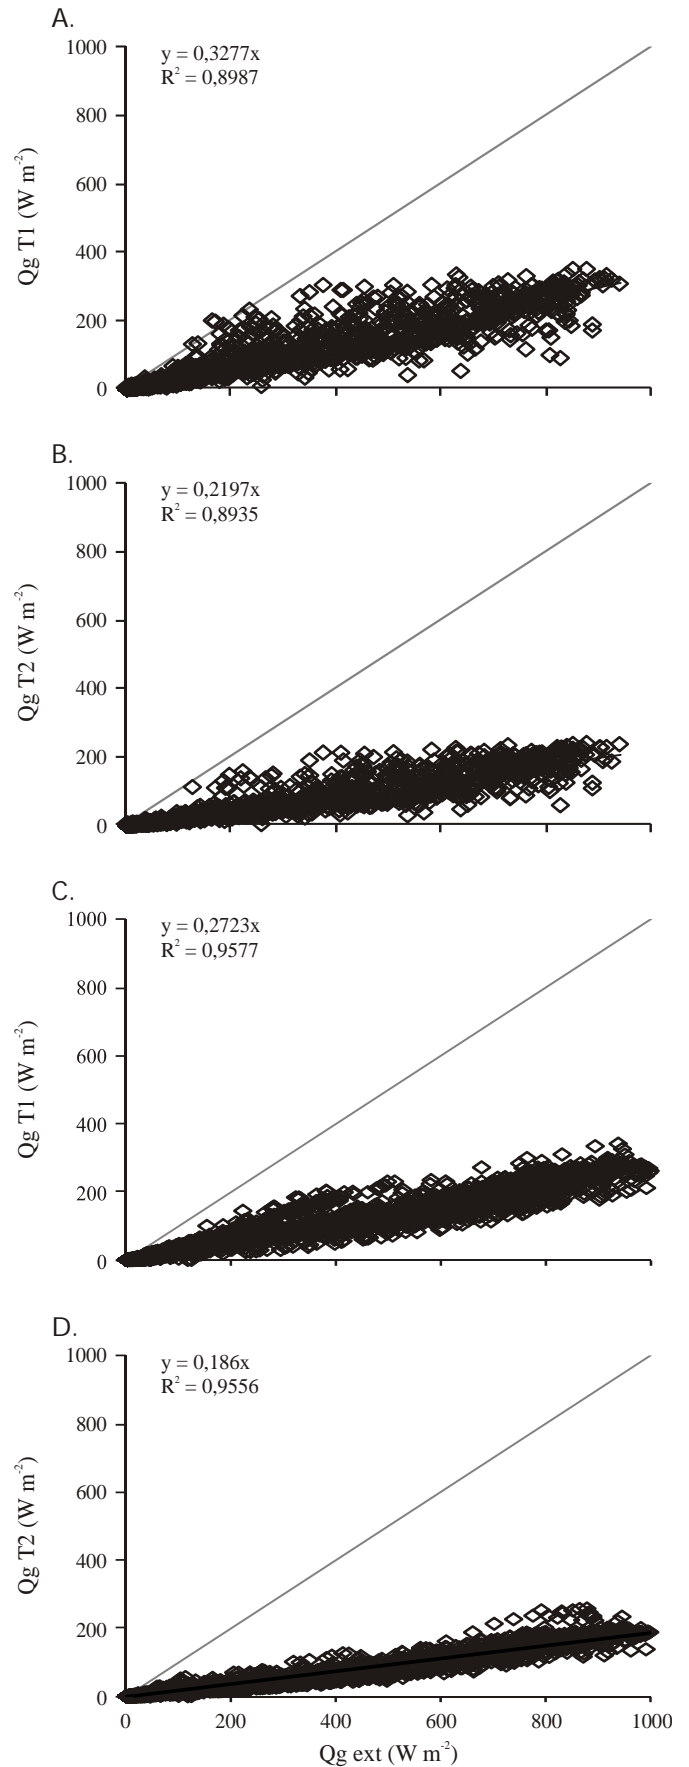 A.
1000
800
600
400
200
0
Qg T1 (W m⁻²)
y = 0,3277x
R² = 0,8987
B.
1000
800
600
400
200
0
Qg T2 (W m⁻²)
y = 0,2197x
R² = 0,8935
C.
1000
800
600
400
200
0
Qg T1 (W m⁻²)
y = 0,2723x
R² = 0,9577
D.
1000
800
600
400
200
0
Qg T2 (W m⁻²)
y = 0,186x
R² = 0,9556
0 200 400 600 800 1000
Qg ext (W m⁻²)